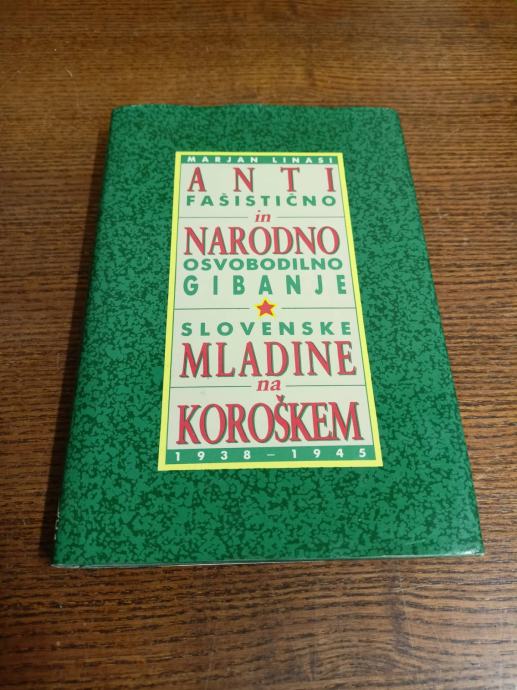 MARJAN LINASI
ANTI
FAŠISTIČNO
in
NARODNO
OSVOBODILNO
GIBANJE
SLOVENSKE
MLADINE
na
KOROŠKEM
1938 - 1945